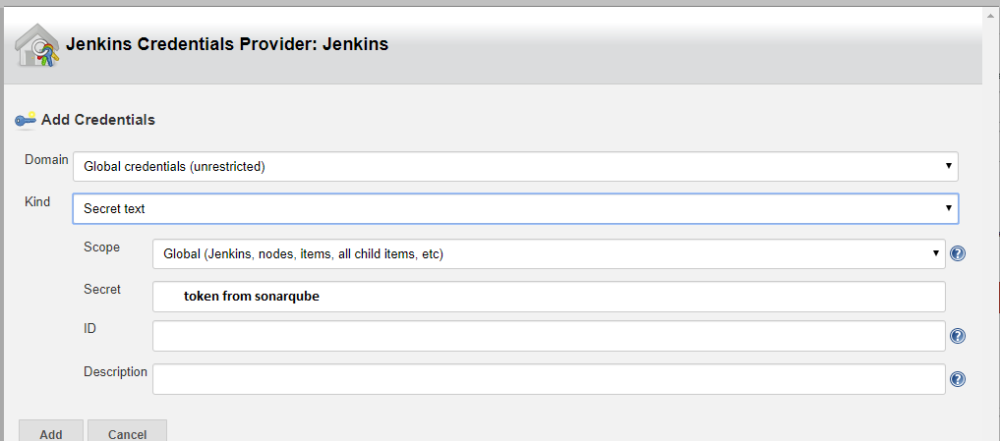 Jenkins Credentials Provider: Jenkins
Add Credentials
Domain Global credentials (unrestricted)
Kind Secret text
Scope Global (Jenkins, nodes, items, all child items, etc)
Secret token from sonarqube
ID
Description
Add Cancel